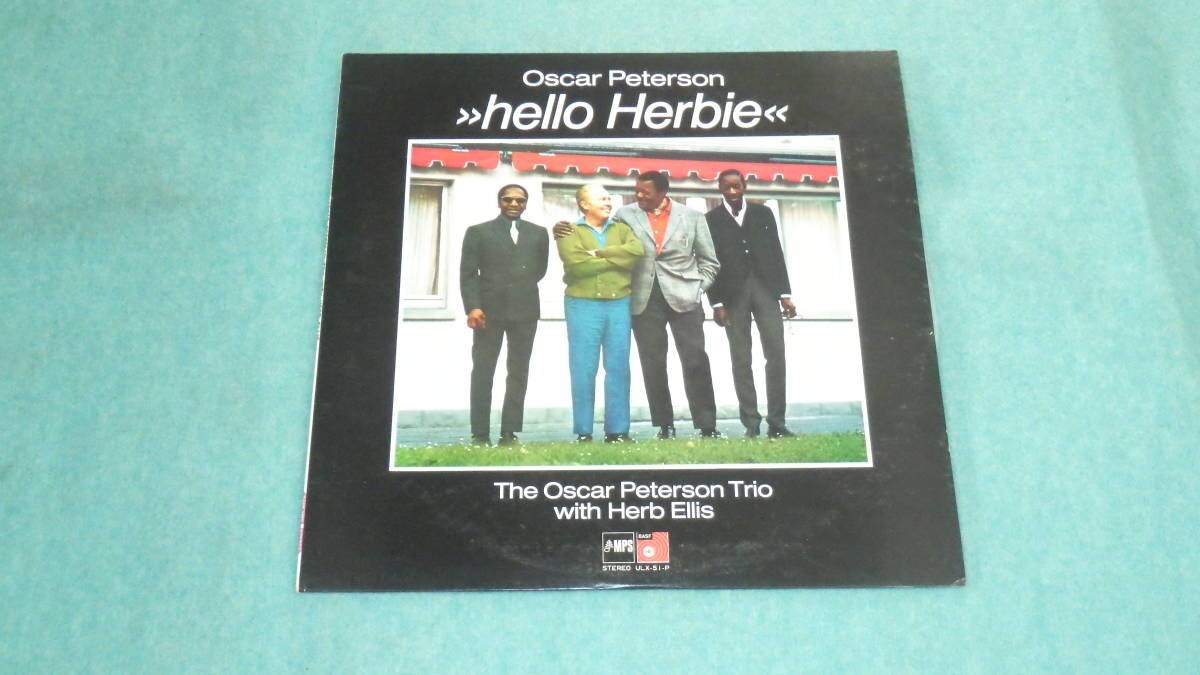 Oscar Peterson
»hello Herbie«
The Oscar Peterson Trio
with Herb Ellis
MPS BASF
STEREO ULX-51-P